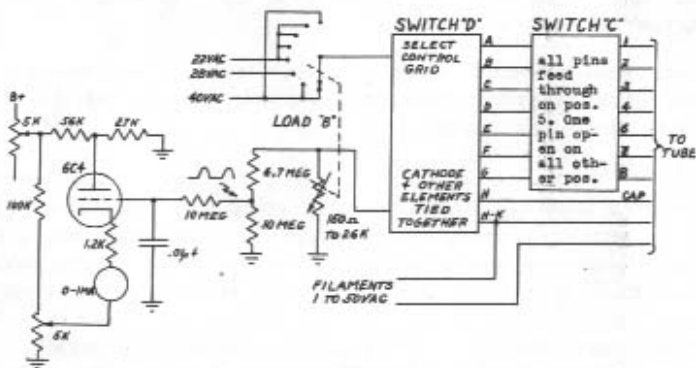 SWITCH "D"
SWITCH "C"
SELECT
CONTROL
GRID
A
B
C
D
E
F
G
H
H-K
all pins
feed
through
on pos.
5. One
pin op-
en on
all oth-
er pos.
1
2
3
4
6
7
8
CAP
TO
TUBE
22VAC
28VAC
40VAC
LOAD "B"
B+
5K
56K
27K
6C4
100K
1.2K
0-1MA
5K
10 MEG
.01µf
6.7 MEG
10 MEG
150Ω
TO 26K
CATHODE
+ OTHER
ELEMENTS
TIED
TOGETHER
FILAMENTS
1 TO 50VAC